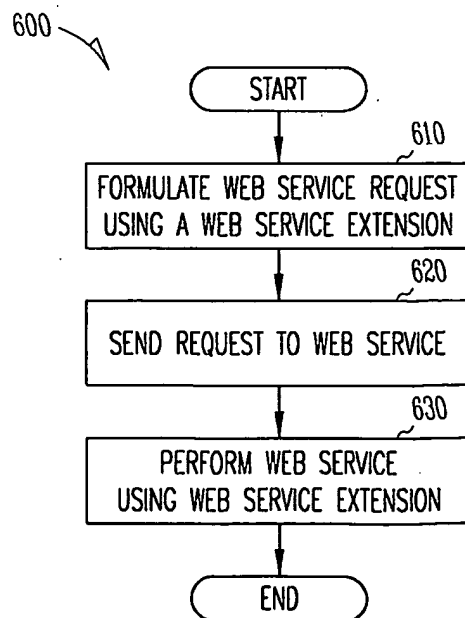 600
START
610
FORMULATE WEB SERVICE REQUEST
USING A WEB SERVICE EXTENSION
620
SEND REQUEST TO WEB SERVICE
630
PERFORM WEB SERVICE
USING WEB SERVICE EXTENSION
END